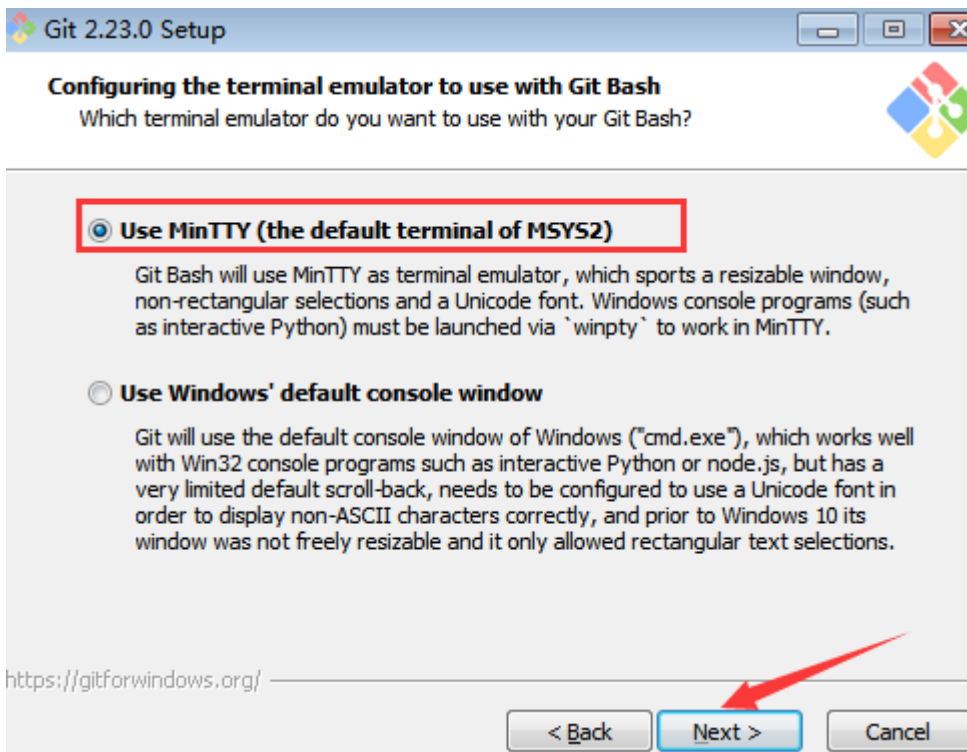 Git 2.23.0 Setup
Configuring the terminal emulator to use with Git Bash
Which terminal emulator do you want to use with your Git Bash?
Use MinTTY (the default terminal of MSYS2)
Git Bash will use MinTTY as terminal emulator, which sports a resizable window,
non-rectangular selections and a Unicode font. Windows console programs (such
as interactive Python) must be launched via `winpty` to work in MinTTY.
Use Windows' default console window
Git will use the default console window of Windows ("cmd.exe"), which works well
with Win32 console programs such as interactive Python or node.js, but has a
very limited default scroll-back, needs to be configured to use a Unicode font in
order to display non-ASCII characters correctly, and prior to Windows 10 its
window was not freely resizable and it only allowed rectangular text selections.
https://gitforwindows.org/
< Back Next > Cancel